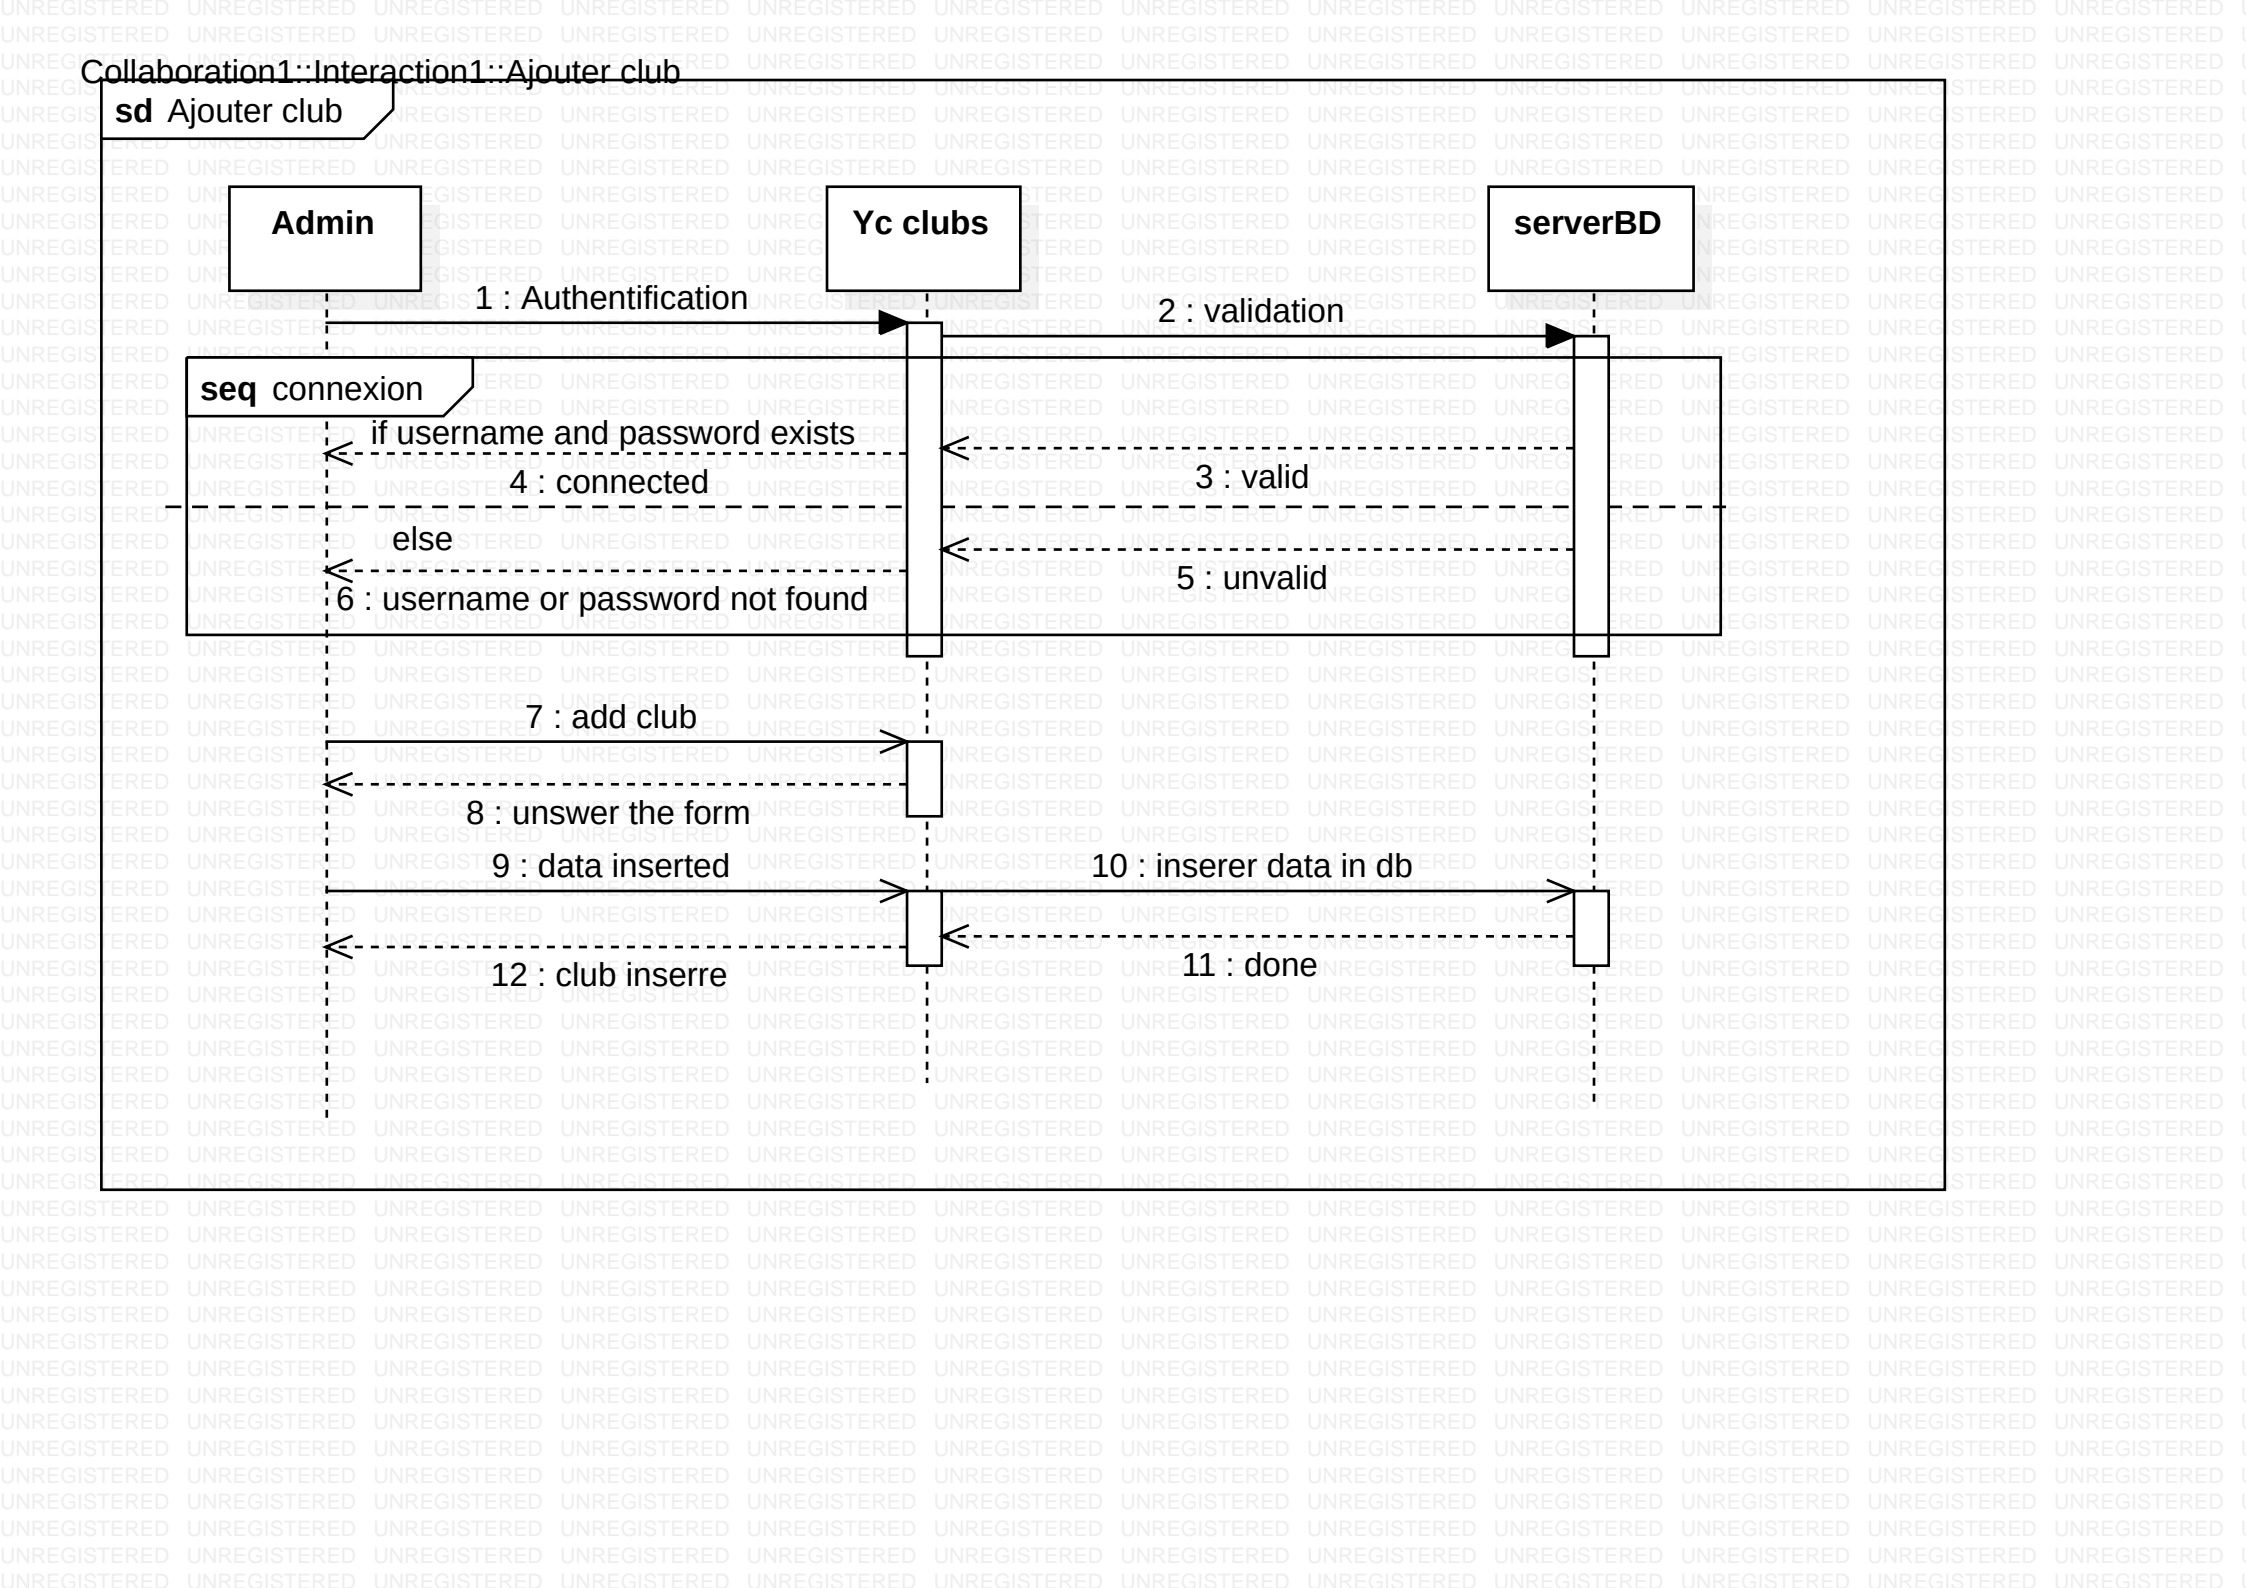 Collaboration1::Interaction1::Ajouter club
sd Ajouter club
Admin
Yc clubs
serverBD
1 : Authentification
2 : validation
seq connexion
if username and password exists
3 : valid
4 : connected
else
5 : unvalid
6 : username or password not found
7 : add club
8 : unswer the form
9 : data inserted
10 : inserer data in db
11 : done
12 : club inserre
UNREGISTERED